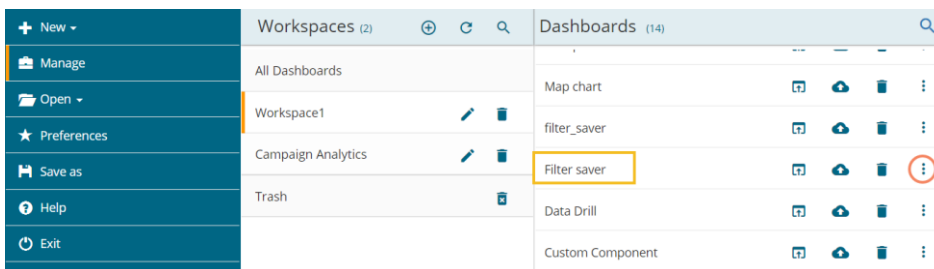 New
Manage
Open
Preferences
Save as
Help
Exit
Workspaces (2)
All Dashboards
Workspace1
Campaign Analytics
Trash
Dashboards (14)
Map chart
filter_saver
Filter saver
Data Drill
Custom Component